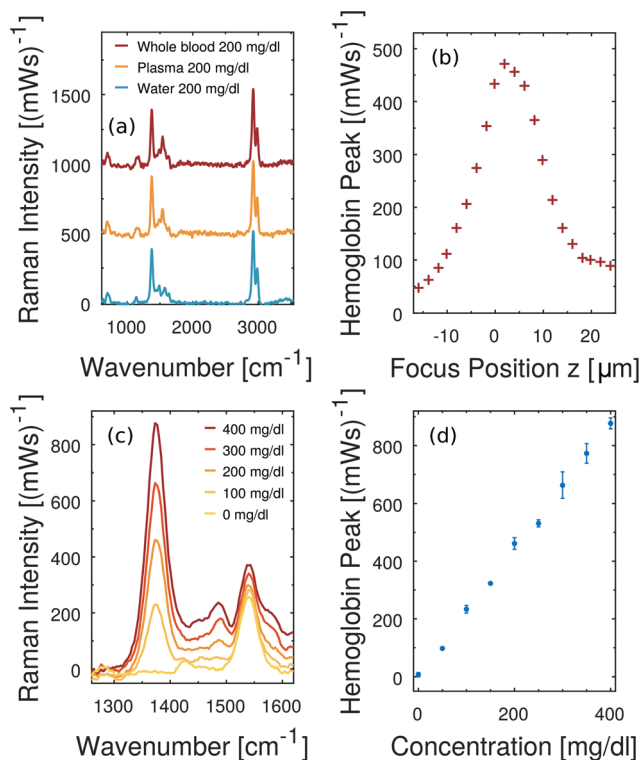 Whole blood 200 mg/dl
Plasma 200 mg/dl
Water 200 mg/dl
(a)
Raman Intensity [(mWs)⁻¹]
1500
1000
500
0
1000 2000 3000
Wavenumber [cm⁻¹]
(b)
Hemoglobin Peak [(mWs)⁻¹]
500
400
300
200
100
0
-10 0 10 20
Focus Position z [µm]
(c)
400 mg/dl
300 mg/dl
200 mg/dl
100 mg/dl
0 mg/dl
Raman Intensity [(mWs)⁻¹]
800
600
400
200
0
1300 1400 1500 1600
Wavenumber [cm⁻¹]
(d)
Hemoglobin Peak [(mWs)⁻¹]
800
600
400
200
0
0 200 400
Concentration [mg/dl]